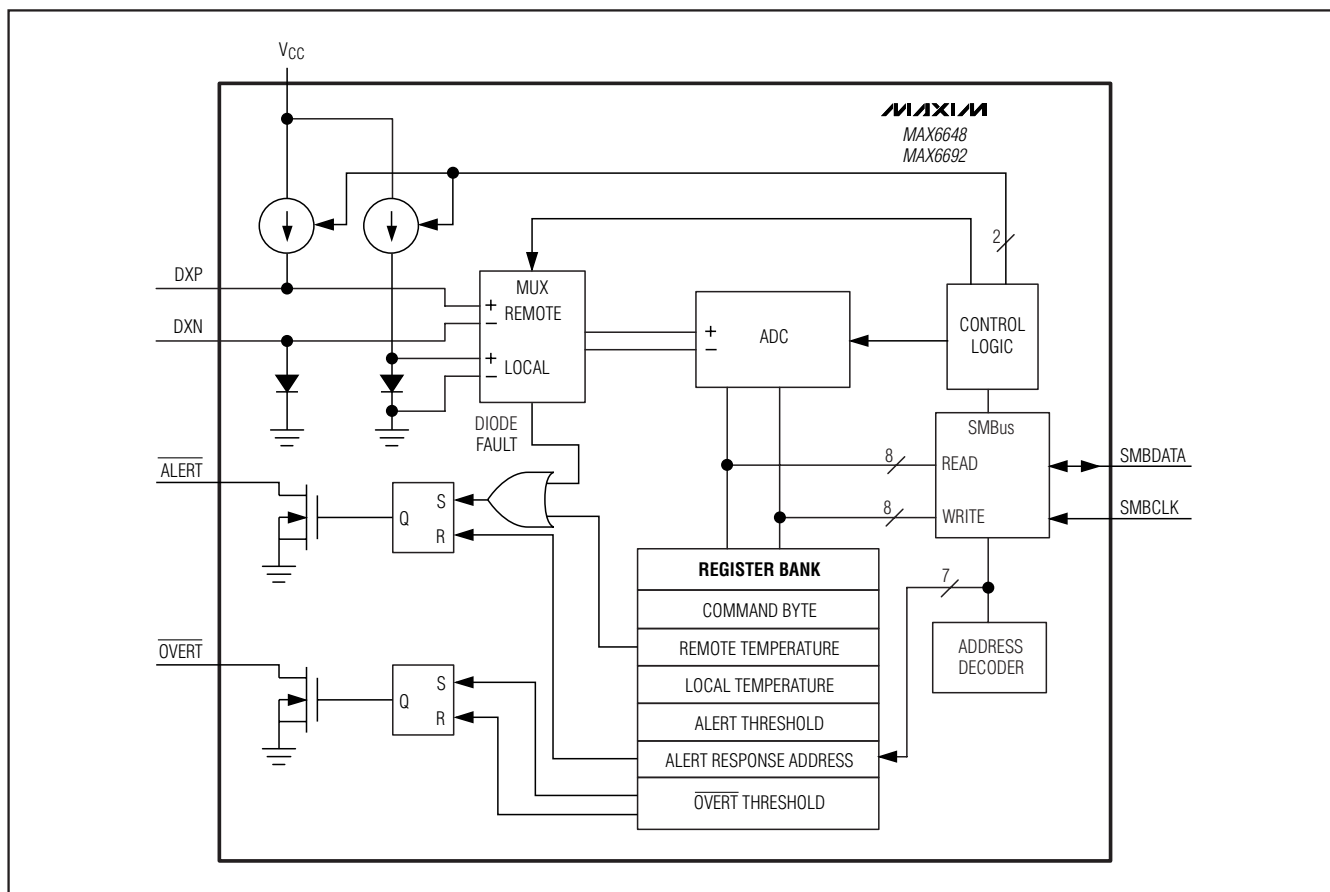 VCC
MAXIM
MAX6648
MAX6692
2
DXP
DXN
MUX
+ REMOTE
−
+ LOCAL
−
+
−
ADC
CONTROL
LOGIC
DIODE
FAULT
SMBus
8 READ
8 WRITE
SMBDATA
SMBCLK
ALERT
S
Q
R
REGISTER BANK
COMMAND BYTE
REMOTE TEMPERATURE
LOCAL TEMPERATURE
ALERT THRESHOLD
ALERT RESPONSE ADDRESS
OVERT THRESHOLD
7
ADDRESS
DECODER
OVERT
S
Q
R